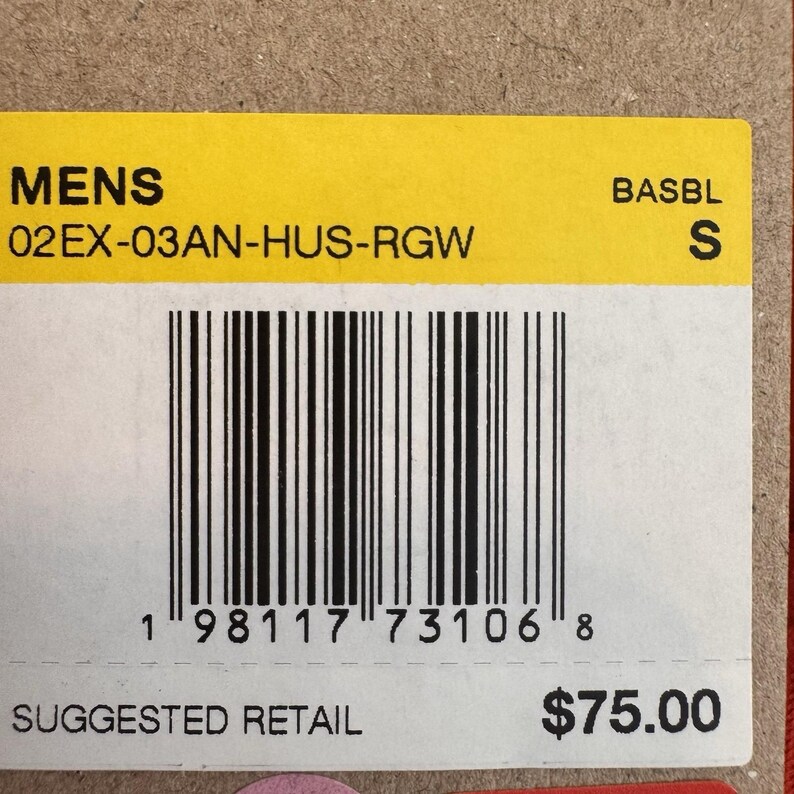 MENS BASBL
02EX-03AN-HUS-RGW S
1 98117 73106 8
SUGGESTED RETAIL $75.00